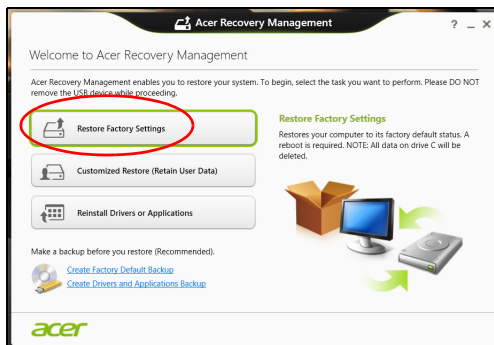 Acer Recovery Management
? _ X
Welcome to Acer Recovery Management
Acer Recovery Management enables you to restore your system. To begin, select the task you want to perform. Please DO NOT
remove the USB device while proceeding.
Restore Factory Settings
Customized Restore (Retain User Data)
Reinstall Drivers or Applications
Restore Factory Settings
Restores your computer to its factory default status. A
reboot is required. NOTE: All data on drive C will be
deleted.
Make a backup before you restore (Recommended).
Create Factory Default Backup
Create Drivers and Applications Backup
acer